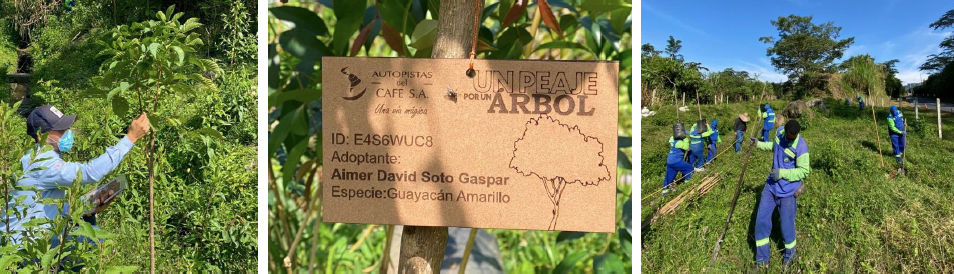 AUTOPISTAS
del
CAFÉ S.A.
Una vía mágica
UN PEAJE
POR UN
ÁRBOL
ID: E4S6WUC8
Adoptante:
Aimer David Soto Gaspar
Especie:Guayacán Amarillo